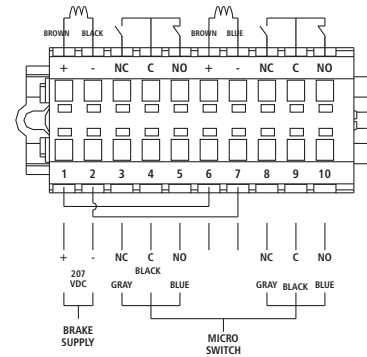 BROWN BLACK BROWN BLUE
+ - NC C NO + - NC C NO
1 2 3 4 5 6 7 8 9 10
+ - NC C NO NC C NO
207
VDC
BLACK
GRAY BLUE GRAY BLACK BLUE
BRAKE
SUPPLY
MICRO
SWITCH